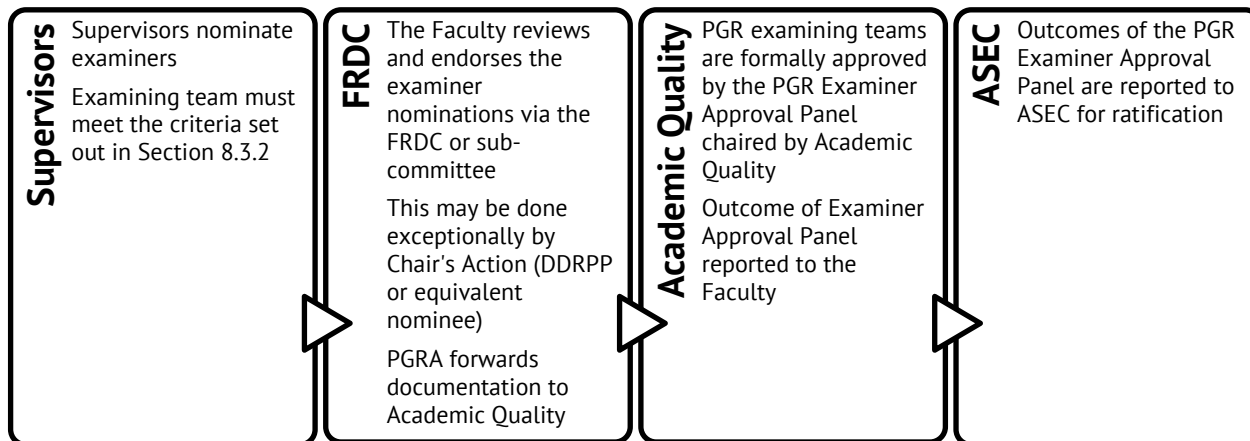 Supervisors
Supervisors nominate
examiners
Examining team must
meet the criteria set
out in Section 8.3.2
FRDC
The Faculty reviews
and endorses the
examiner
nominations via the
FRDC or sub-
committee
This may be done
exceptionally by
Chair's Action (DDRPP
or equivalent
nominee)
PGRA forwards
documentation to
Academic Quality
Academic Quality
PGR examining teams
are formally approved
by the PGR Examiner
Approval Panel
chaired by Academic
Quality
Outcome of Examiner
Approval Panel
reported to the
Faculty
ASEC
Outcomes of the PGR
Examiner Approval
Panel are reported to
ASEC for ratification